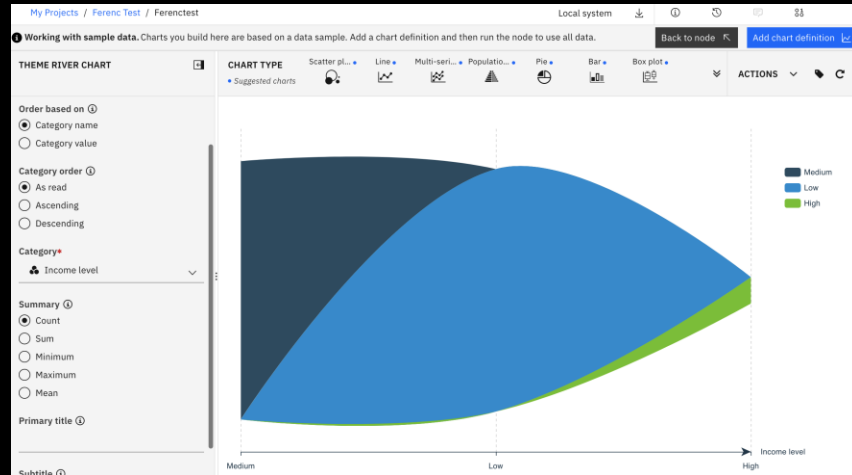 My Projects / Ferenc Test / Ferenctest
Local system
Working with sample data. Charts you build here are based on a data sample. Add a chart definition and then run the node to use all data.
Back to node
Add chart definition
THEME RIVER CHART
CHART TYPE
• Suggested charts
Scatter pl...
Line
Multi-seri...
Populatio...
Pie
Bar
Box plot
ACTIONS
Order based on
Category name
Category value
Category order
As read
Ascending
Descending
Category*
Income level
Summary
Count
Sum
Minimum
Maximum
Mean
Primary title
Subtitle
Medium
Low
High
Income level
Medium
Low
High